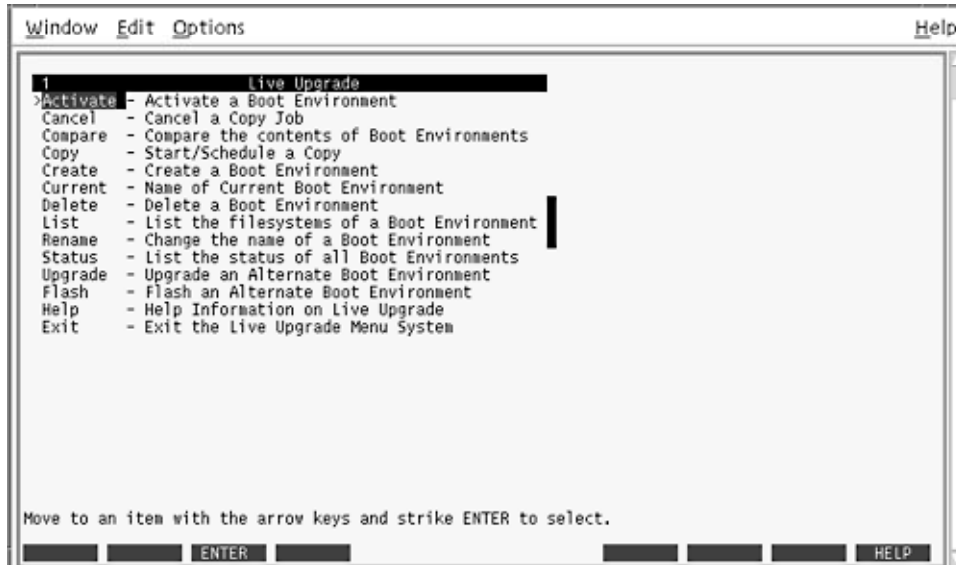 Window Edit Options Help
1 Live Upgrade
>Activate - Activate a Boot Environment
Cancel - Cancel a Copy Job
Compare - Compare the contents of Boot Environments
Copy - Start/Schedule a Copy
Create - Create a Boot Environment
Current - Name of Current Boot Environment
Delete - Delete a Boot Environment
List - List the filesystems of a Boot Environment
Rename - Change the name of a Boot Environment
Status - List the status of all Boot Environments
Upgrade - Upgrade an Alternate Boot Environment
Flash - Flash an Alternate Boot Environment
Help - Help Information on Live Upgrade
Exit - Exit the Live Upgrade Menu System
Move to an item with the arrow keys and strike ENTER to select.
ENTER HELP